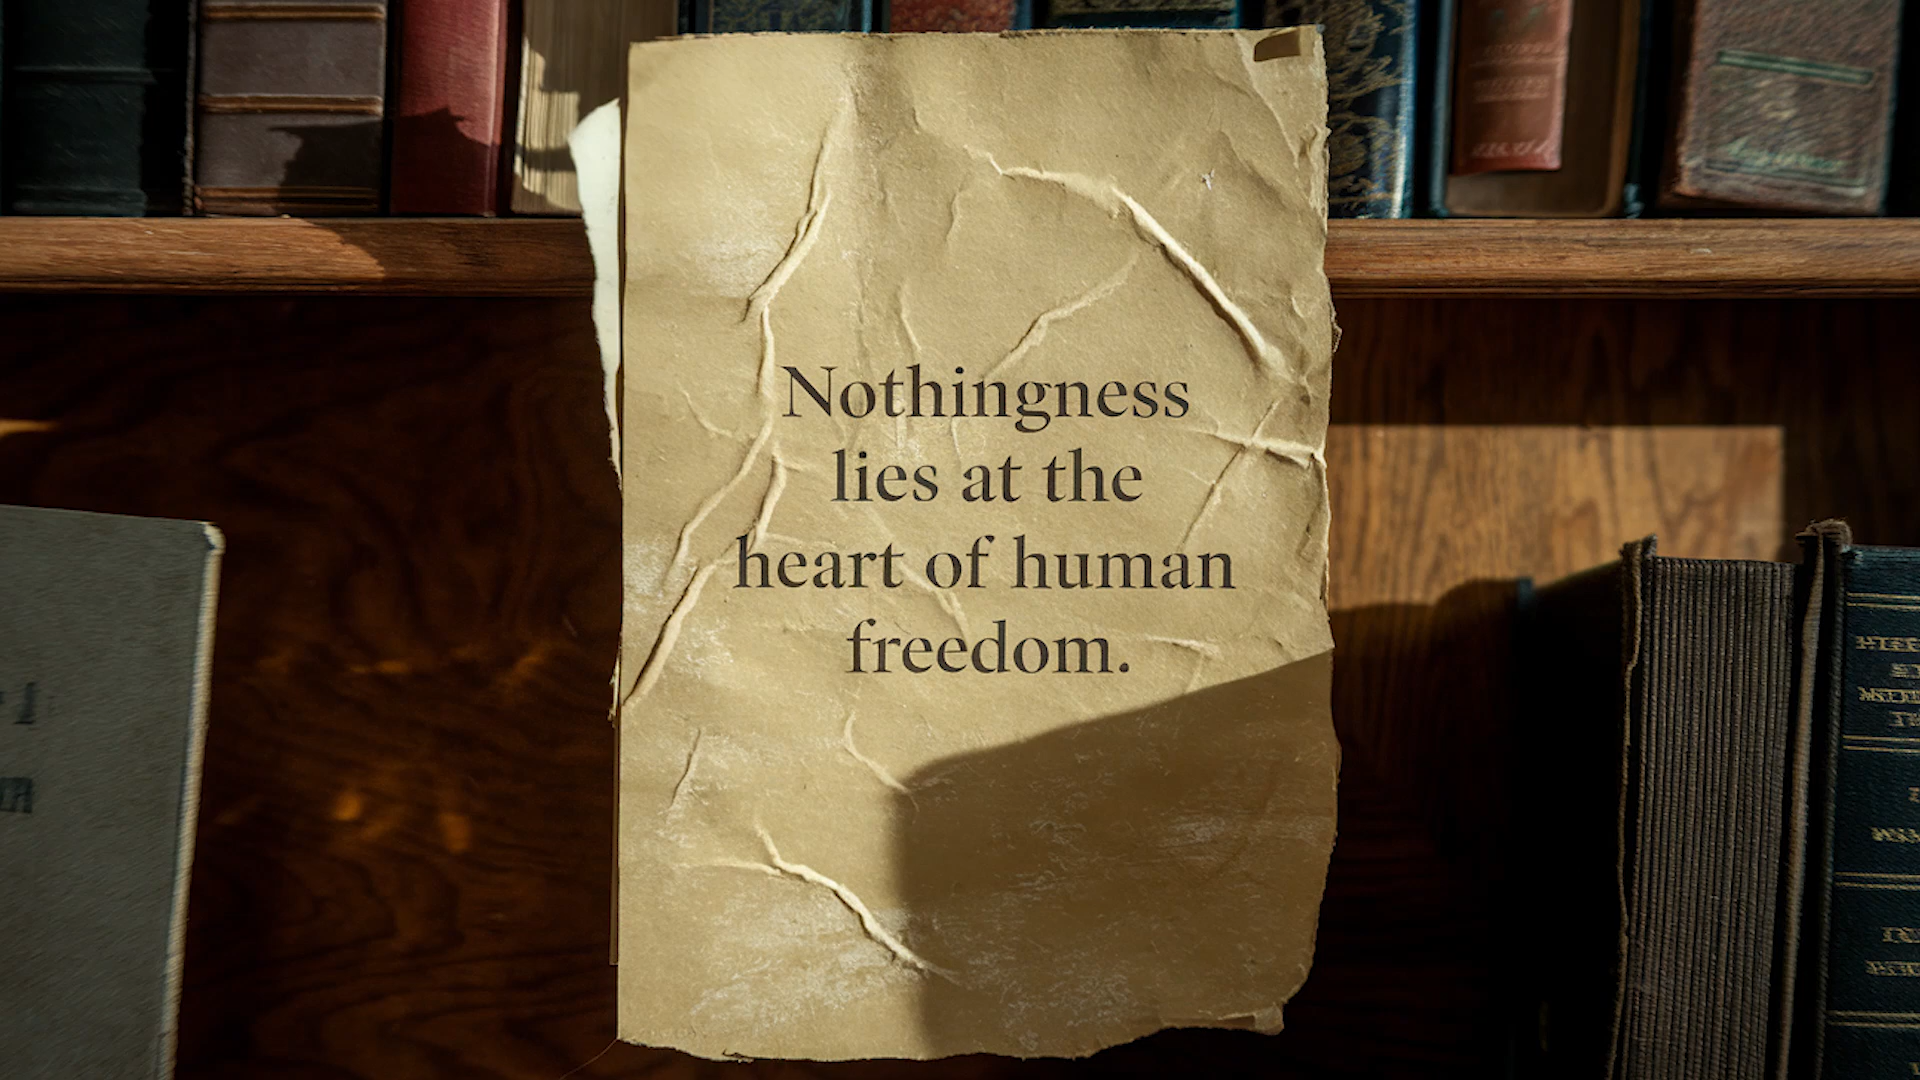 Nothingness
lies at the
heart of human
freedom.